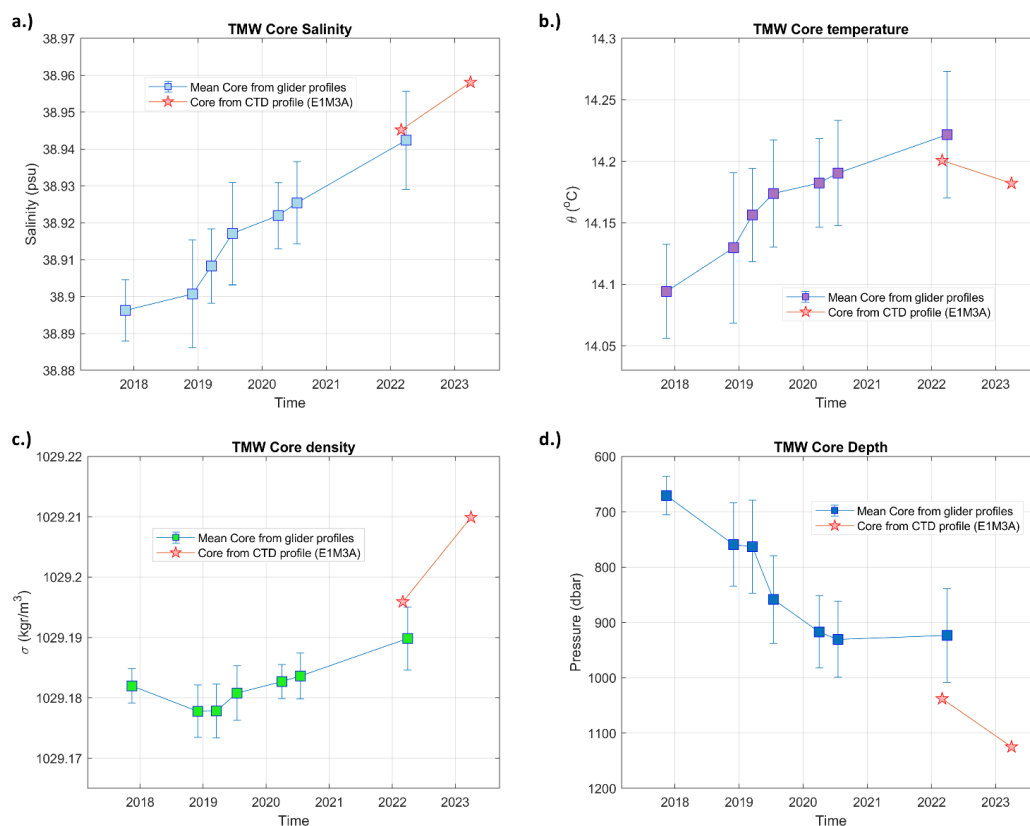 a.)
TMW Core Salinity
38.97
38.96
38.95
38.94
38.93
38.92
38.91
38.9
38.89
38.88
Salinity (psu)
Mean Core from glider profiles
Core from CTD profile (E1M3A)
2018 2019 2020 2021 2022 2023
Time
b.)
TMW Core temperature
14.3
14.25
14.2
14.15
14.1
14.05
θ (°C)
Mean Core from glider profiles
Core from CTD profile (E1M3A)
2018 2019 2020 2021 2022 2023
Time
c.)
TMW Core density
1029.22
1029.21
1029.2
1029.19
1029.18
1029.17
σ (kgr/m³)
Mean Core from glider profiles
Core from CTD profile (E1M3A)
2018 2019 2020 2021 2022 2023
Time
d.)
TMW Core Depth
600
700
800
900
1000
1100
1200
Pressure (dbar)
Mean Core from glider profiles
Core from CTD profile (E1M3A)
2018 2019 2020 2021 2022 2023
Time